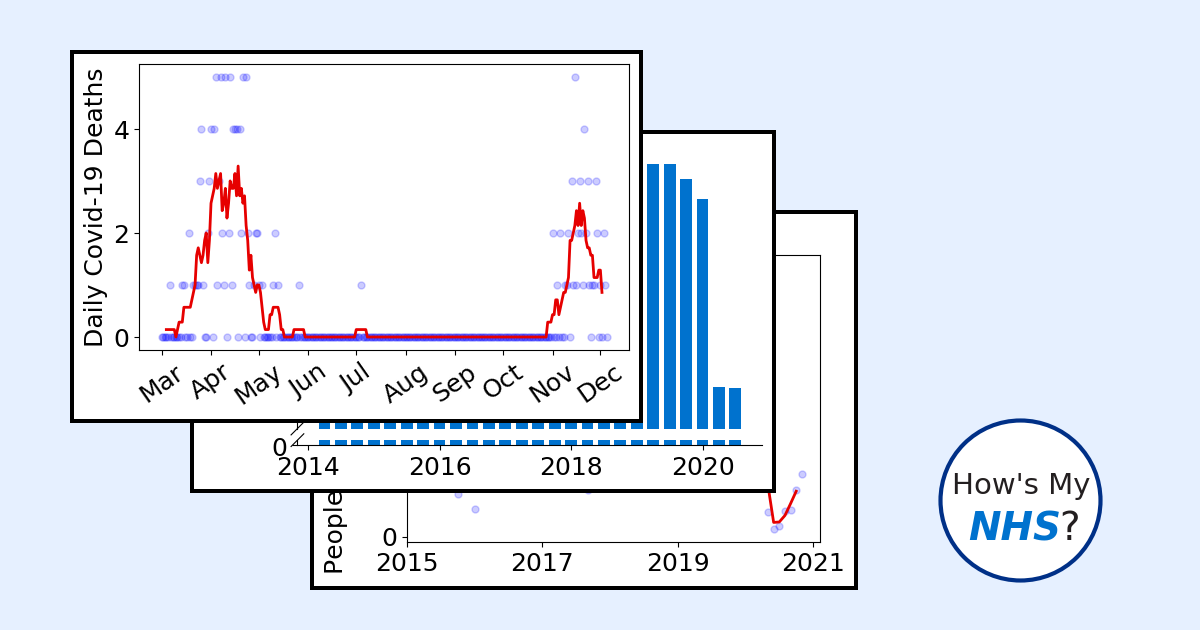 Daily Covid-19 Deaths
4
2
0
Mar Apr May Jun Jul Aug Sep Oct Nov Dec
0
2014 2016 2018 2020
People
0
2015 2017 2019 2021
How's My
NHS?